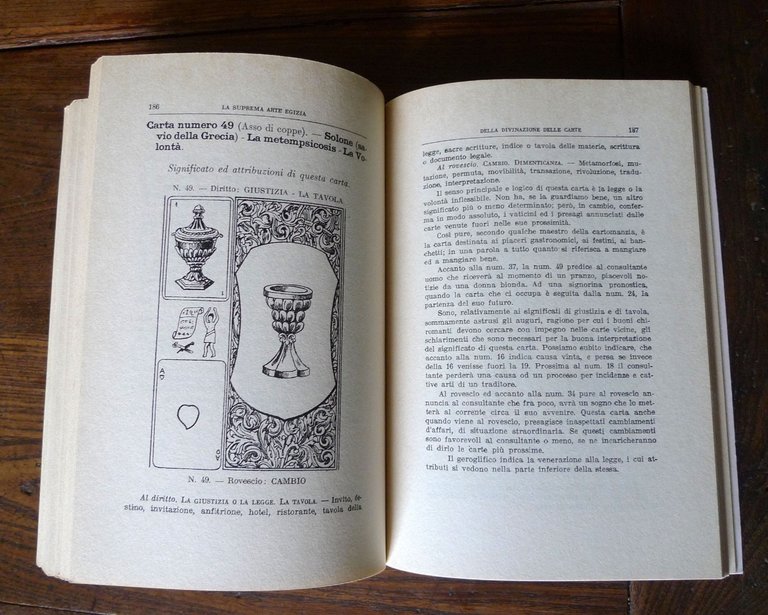 186
LA SUPREMA ARTE EGIZIA
Carta numero 49 (Asso di coppe). — Solone (sa-
vio della Grecia) - La metempsicosis - La Vo-
lontà.
Significato ed attribuzioni di questa carta.
N. 49. — Diritto: GIUSTIZIA - LA TAVOLA.
1
A
A
N. 49. — Rovescio: CAMBIO
Al diritto. LA GIUSTIZIA O LA LEGGE. LA TAVOLA. — Invito, fe-
stino, invitazione, anfitrione, hotel, ristorante, tavola della
DELLA DIVINAZIONE DELLE CARTE
187
legge, sacre scritture, indice o tavola delle materie, scrittura
o documento legale.
Al rovescio. CAMBIO. DIMENTICANZA. — Metamorfosi, mu-
tazione, permuta, movibilità, transazione, rivoluzione, tradu-
zione, interpretazione.
Il senso principale e logico di questa carta è la legge o la
volontà inflessibile. Non ha, se la guardiamo bene, un altro
significato più o meno determinato; però, in cambio, confer-
ma in modo assoluto, i vaticini ed i presagi annunciati dalle
carte venute fuori nelle sue prossimità.
Così pure, secondo qualche maestro della cartomanzia, è
la carta destinata ai piaceri gastronomici, ai festini, ai ban-
chetti; in una parola a tutto quanto si riferisca a mangiare
ed a mangiare bene.
Accanto alla num. 37, la num. 49 predice al consultante
uomo che riceverà al momento di un pranzo, piacevoli no-
tizie da una donna bionda. Ad una signorina pronostica,
quando la carta che ci occupa è seguita dalla num. 24, la
partenza del suo futuro.
Sono, relativamente ai significati di giustizia e di tavola,
sommamente astrusi gli auguri, ragione per cui i buoni chiro-
manti devono cercare con impegno nelle carte vicine, gli
schiarimenti che sono necessari per la buona interpretazione
del significato di questa carta. Possiamo subito indicare, che
accanto alla num. 16 indica causa vinta, e persa se invece
della 16 venisse fuori la 19. Prossima al num. 18 il consultante
perderà una causa od un processo per incidenze e cat-
tive arti di un traditore.
Al rovescio ed accanto alla num. 34 pure al rovescio an-
nuncia al consultante che fra poco, avrà un sogno che lo met-
terà al corrente circa il suo avvenire. Questa carta anche
quando viene al rovescio, presagisce inaspettati cambiamenti
d'affari, di situazione straordinaria. Se questi cambiamenti
sono favorevoli al consultante o meno, se ne incaricheranno
di dirlo le carte più prossime.
Il geroglifico indica la venerazione alla legge, i cui at-
tributi si vedono nella parte inferiore della stessa.